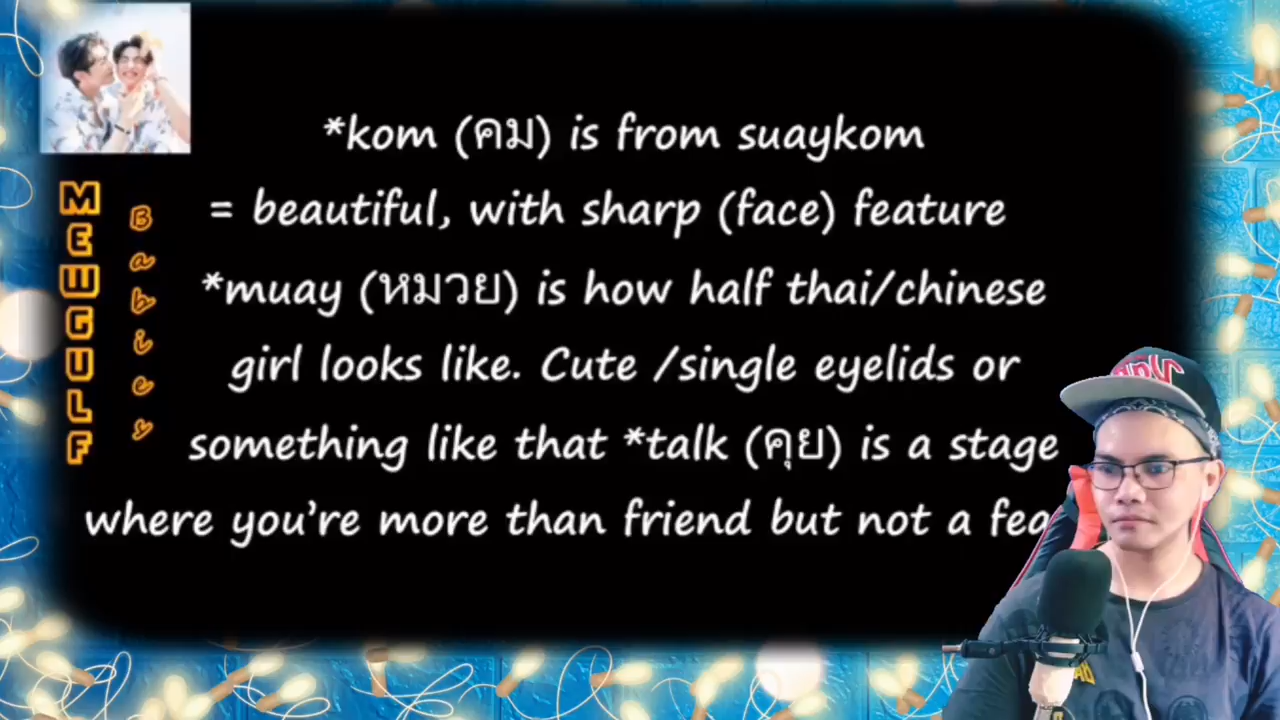 *kom (คม) is from suaykom
= beautiful, with sharp (face) feature
*muay (หมวย) is how half thai/chinese
girl looks like. Cute /single eyelids or
something like that *talk (คุย) is a stage
where you're more than friend but not a
MEWGULF
Babiey